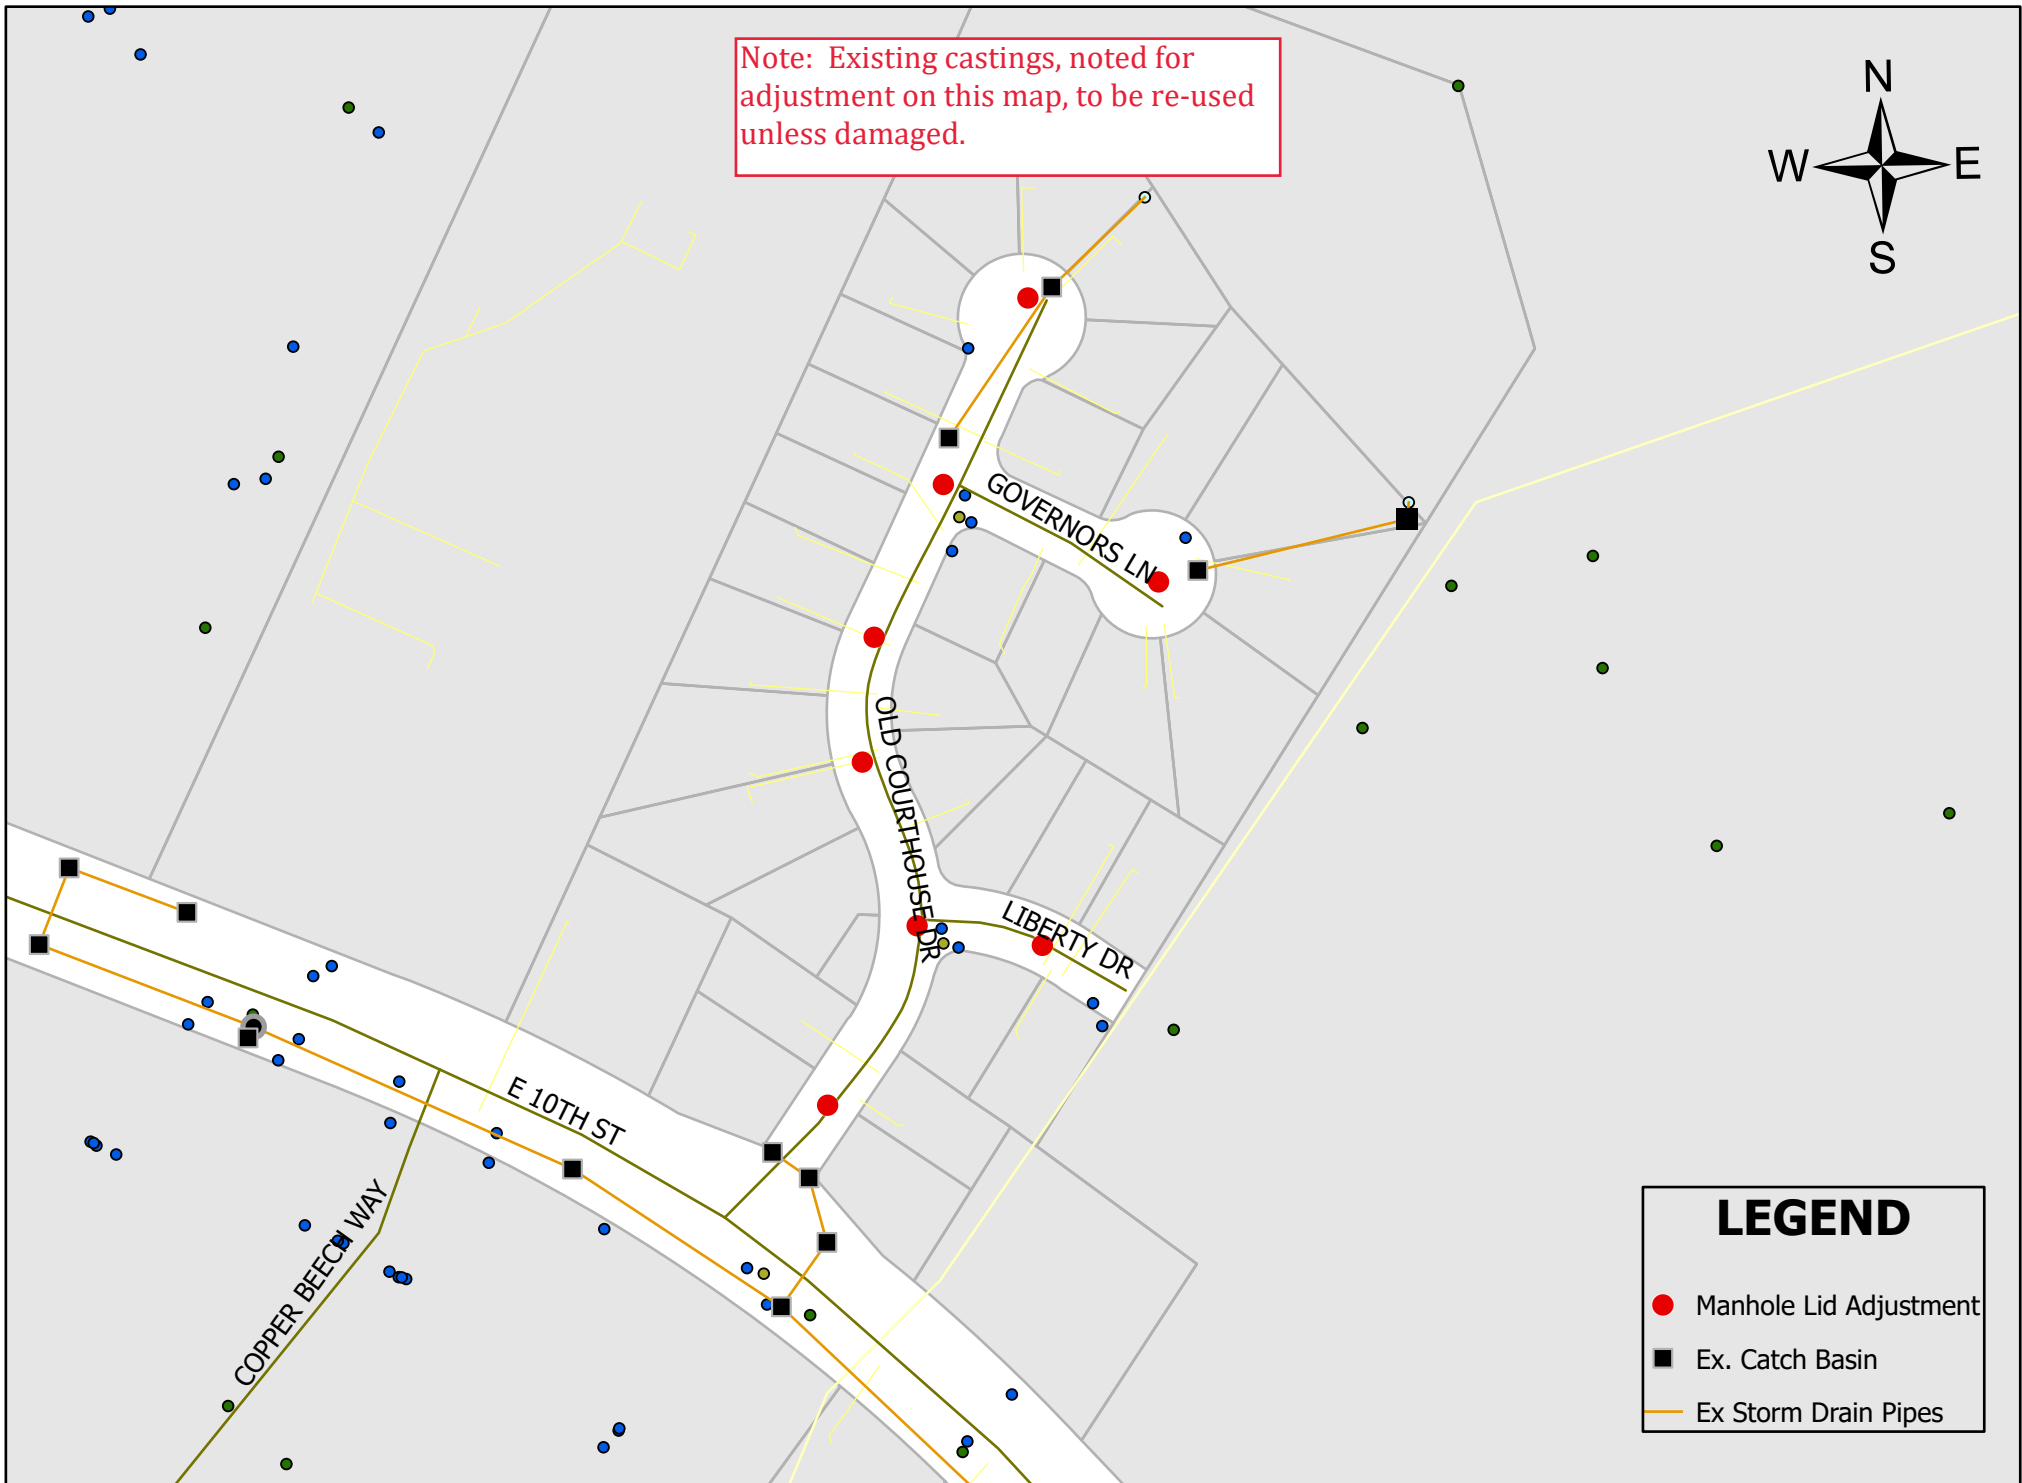 Note:  Existing castings, noted for
adjustment on this map, to be re-used
unless damaged.
N
W
E
S
GOVERNORS LN
OLD COURTHOUSE DR
LIBERTY DR
E 10TH ST
COPPER BEECH WAY
LEGEND
Manhole Lid Adjustment
Ex. Catch Basin
Ex Storm Drain Pipes